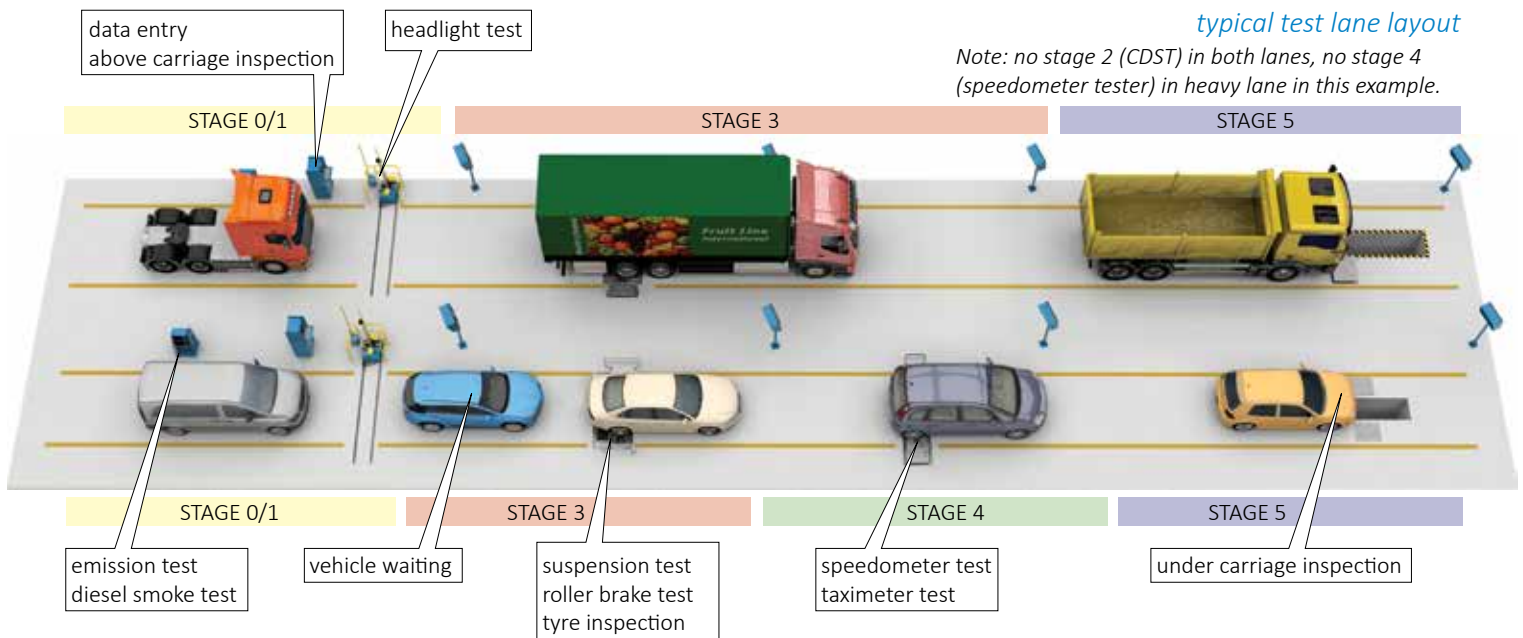 data entry
above carriage inspection
headlight test
typical test lane layout
Note: no stage 2 (CDST) in both lanes, no stage 4
(speedometer tester) in heavy lane in this example.
STAGE 0/1
STAGE 3
STAGE 5
Fruit Line
International
STAGE 0/1
STAGE 3
STAGE 4
STAGE 5
emission test
diesel smoke test
vehicle waiting
suspension test
roller brake test
tyre inspection
speedometer test
taximeter test
under carriage inspection